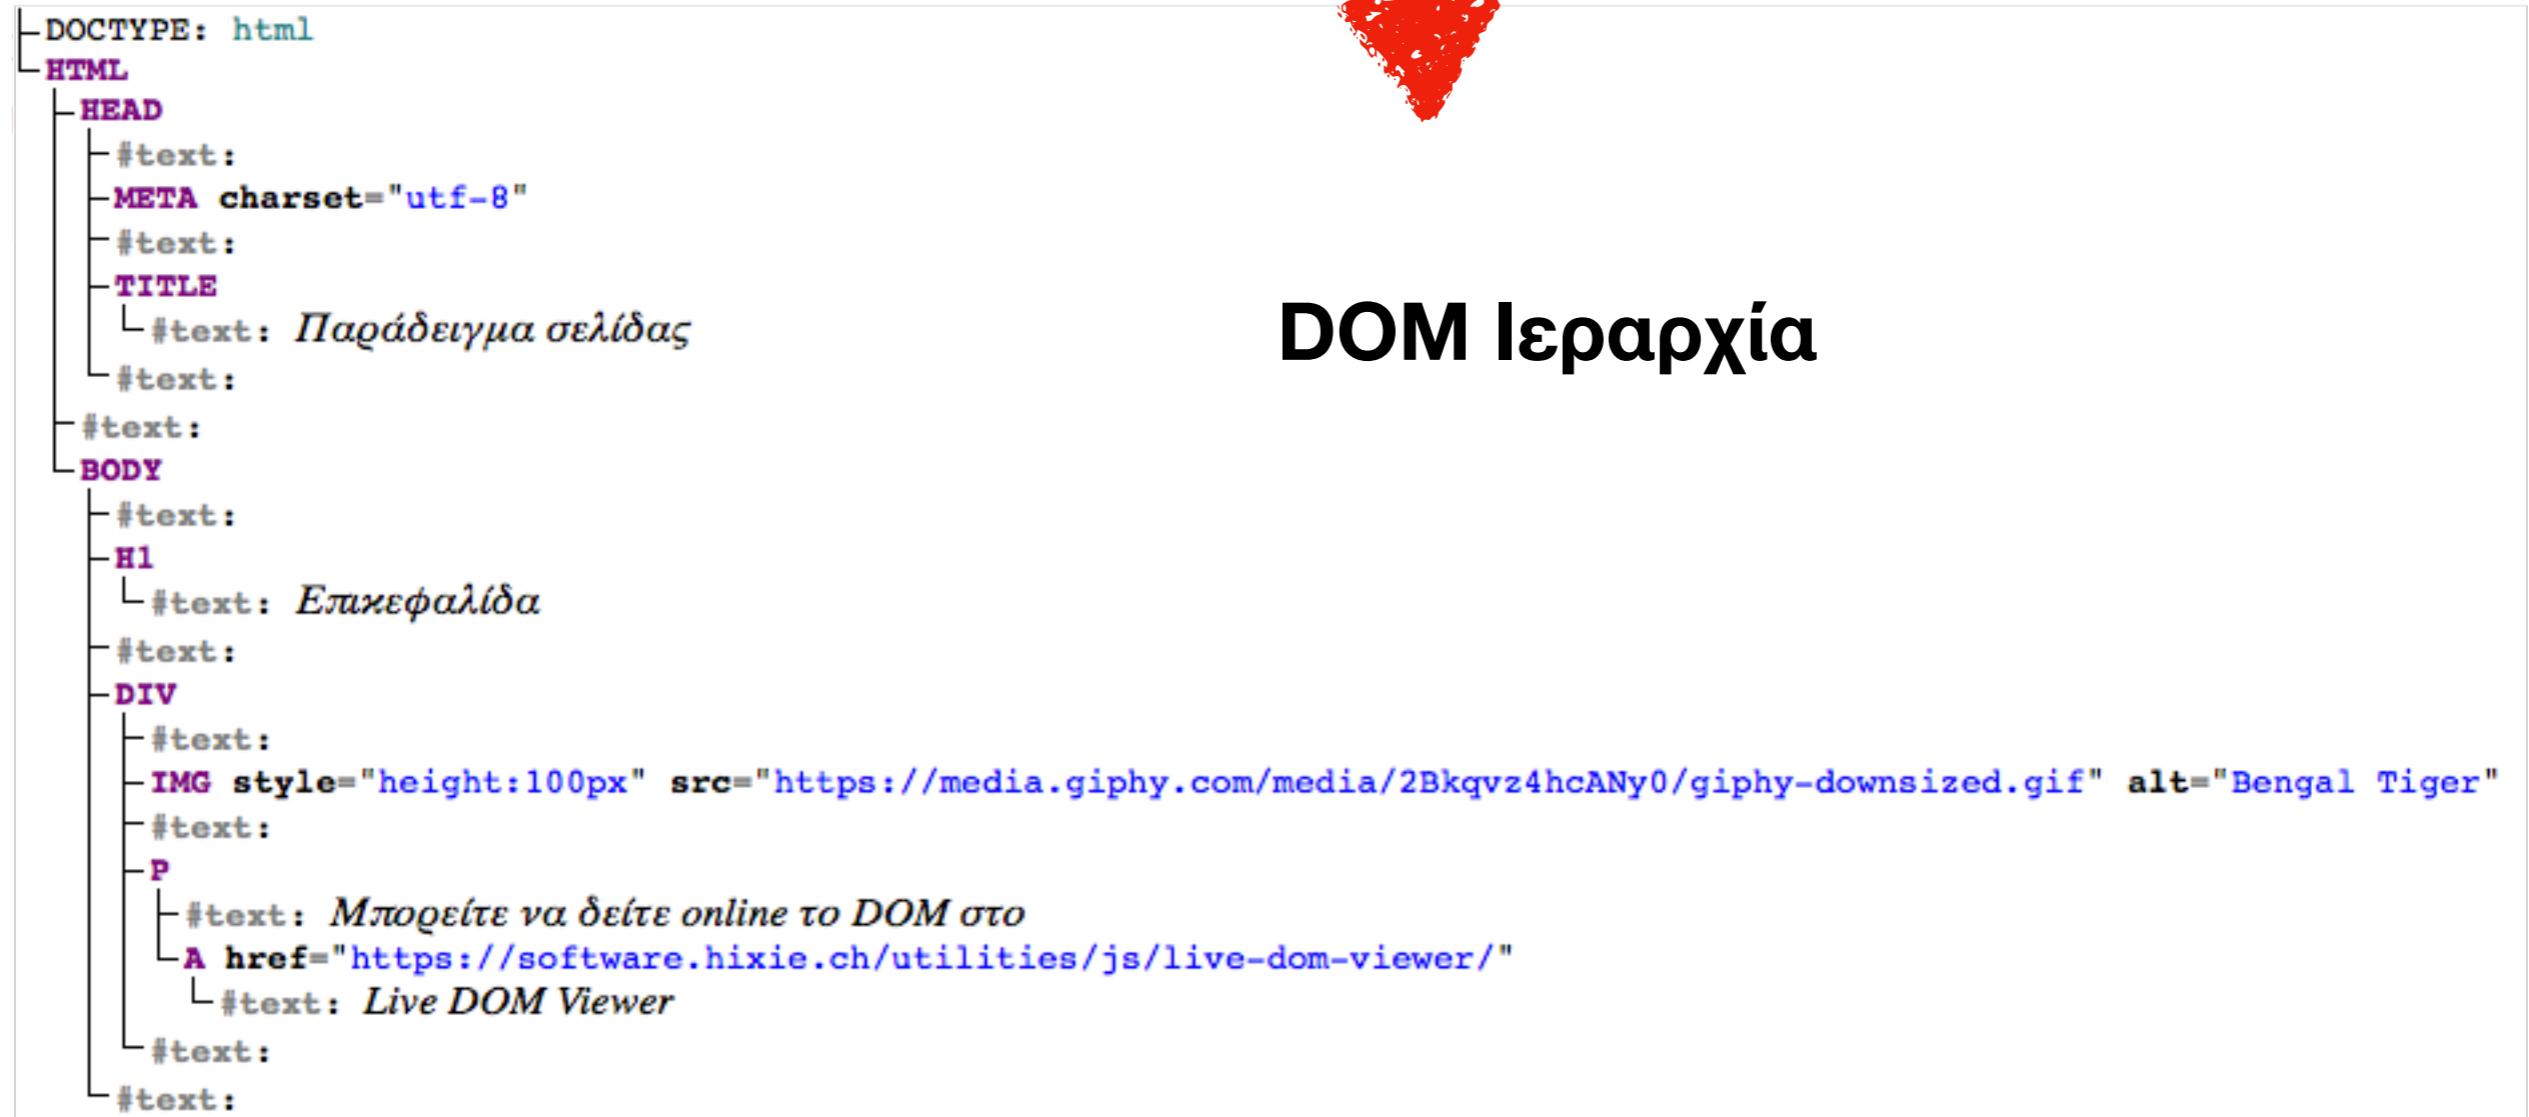 DOCTYPE: html
HTML
HEAD
#text:
META charset="utf-8"
#text:
TITLE
#text: Παράδειγμα σελίδας
DOM Ιεραρχία
#text:
#text:
BODY
#text:
H1
#text: Επικεφαλίδα
#text:
DIV
#text:
IMG style="height:100px" src="https://media.giphy.com/media/2Bkqvz4hcANy0/giphy-downsized.gif" alt="Bengal Tiger"
#text:
P
#text: Μπορείτε να δείτε online το DOM στο
A href="https://software.hixie.ch/utilities/js/live-dom-viewer/"
#text: Live DOM Viewer
#text:
#text: